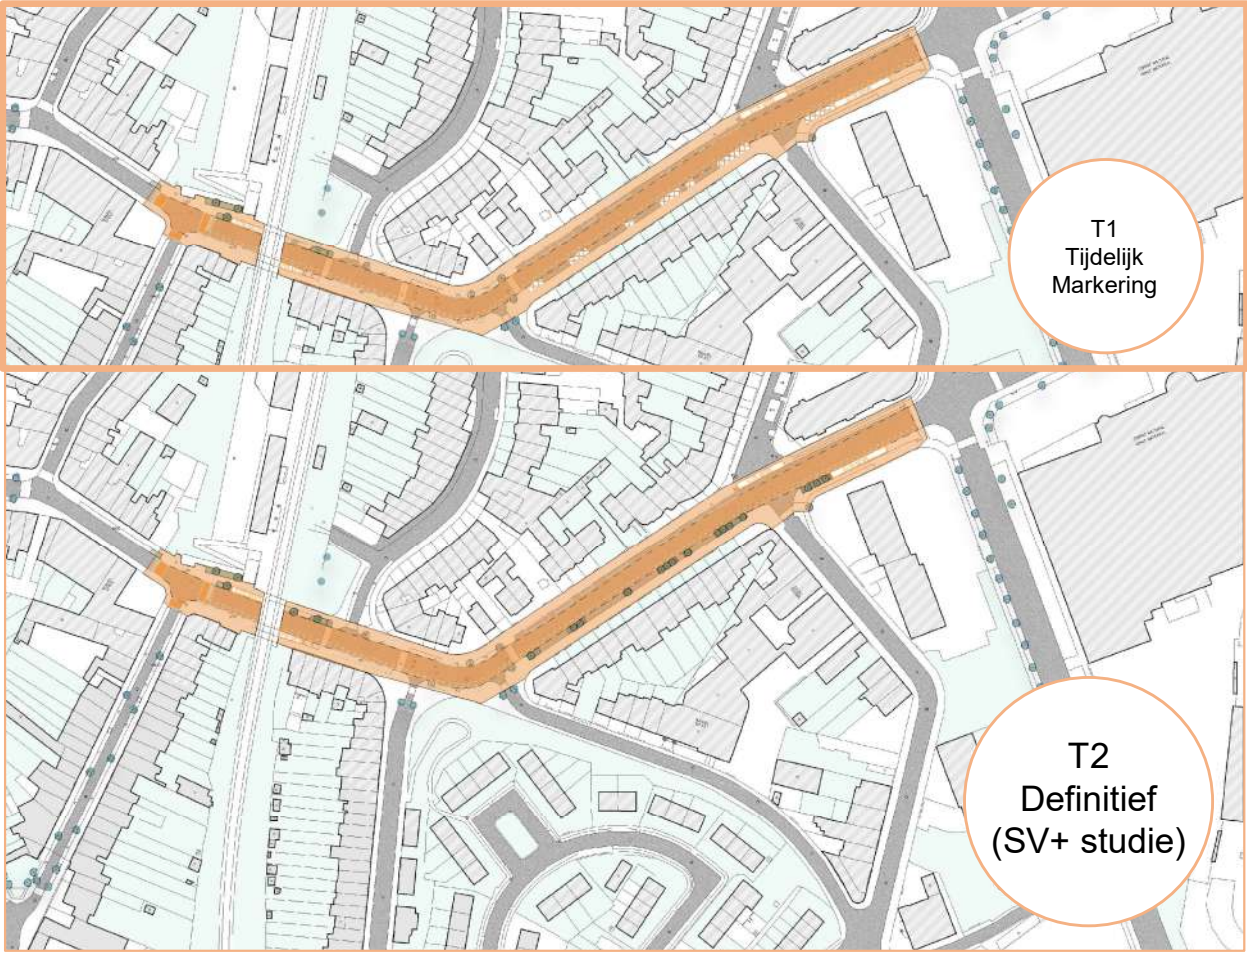 T1
Tijdelijk
Markering
T2
Definitief
(SV+ studie)